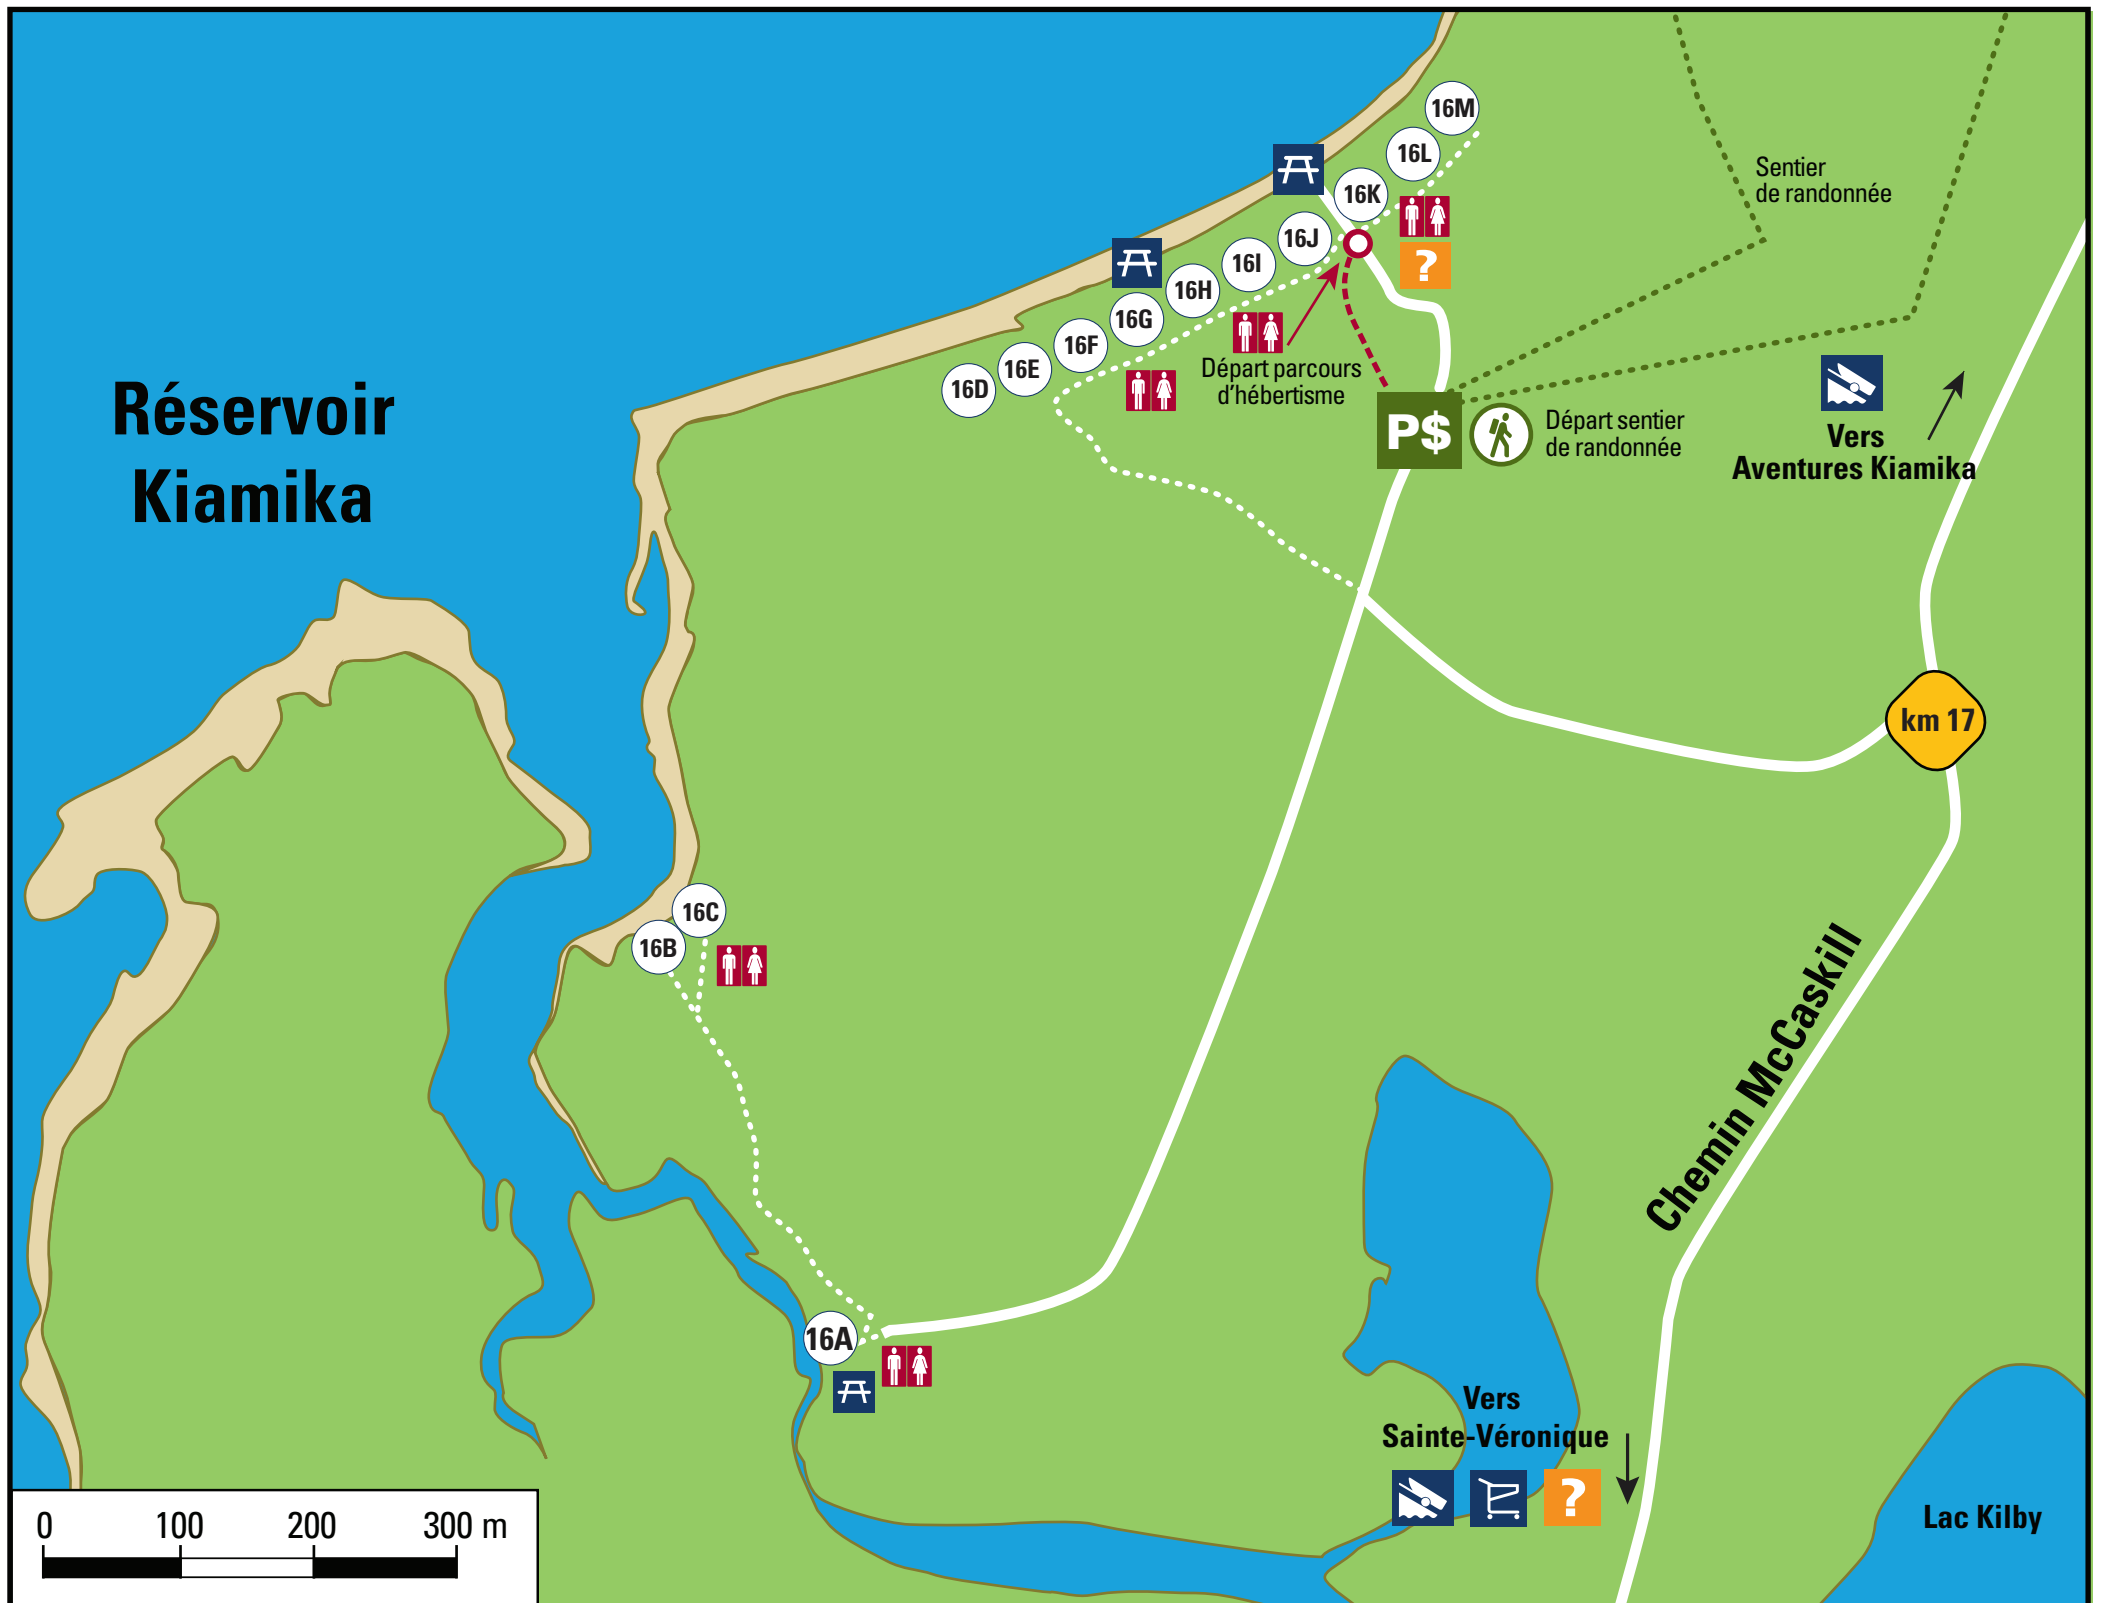 16M
16L
16K
16J
16I
16H
16G
16F
16E
16D
?
Sentier
de randonnée
Départ parcours
d'hébertisme
P$
Départ sentier
de randonnée
Vers
Aventures Kiamika
Réservoir
Kiamika
km 17
16C
16B
Chemin McCaskill
16A
Vers
Sainte-Véronique
?
Lac Kilby
0 100 200 300 m